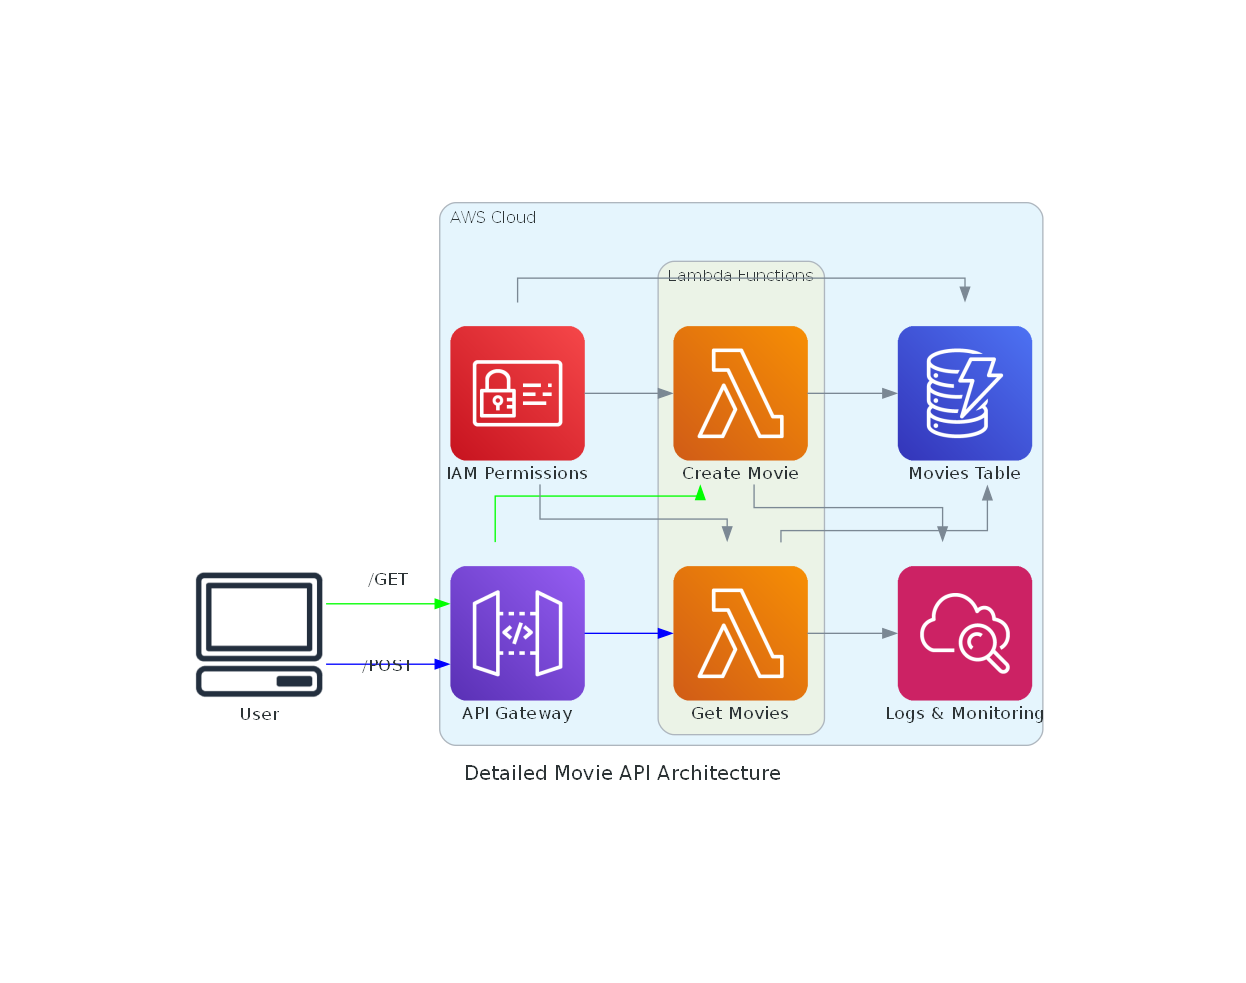 AWS Cloud
Lambda Functions
IAM Permissions
Create Movie
Movies Table
/GET
/POST
User
API Gateway
Get Movies
Logs & Monitoring
Detailed Movie API Architecture